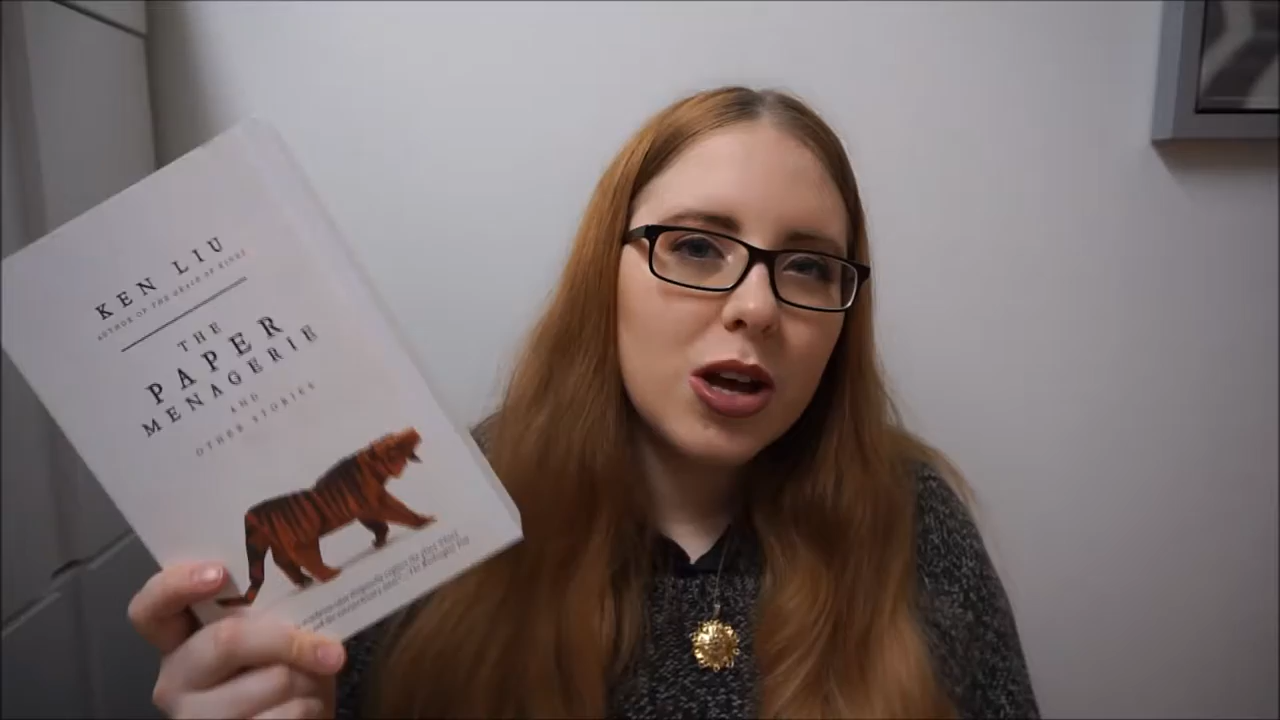 KEN LIU
AUTHOR OF THE GRACE OF KINGS
THE
PAPER
MENAGERIE
AND
OTHER STORIES